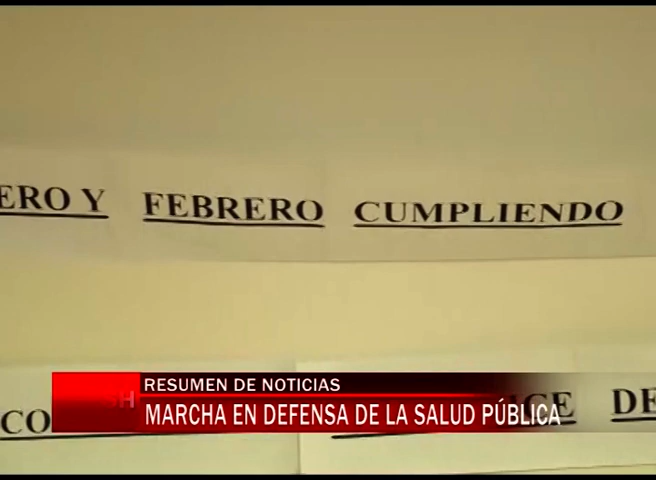 ERO Y FEBRERO CUMPLIENDO
RESUMEN DE NOTICIAS
MARCHA EN DEFENSA DE LA SALUD PÚBLICA
CO
DE